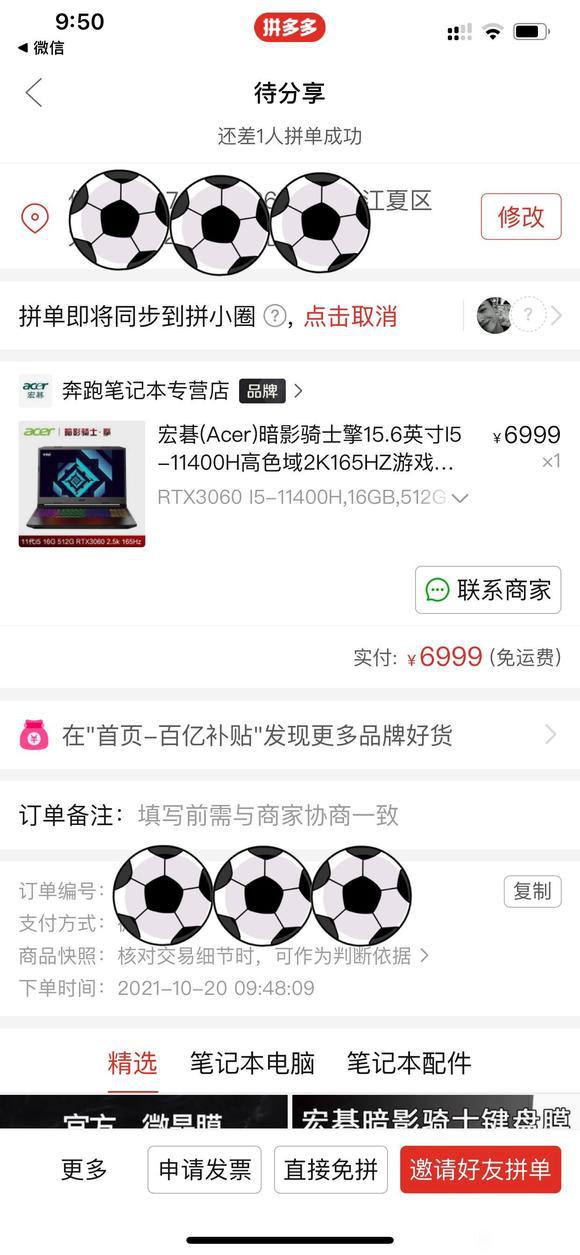 9:50
拼多多
◀ 微信
待分享
还差1人拼单成功
江夏区
修改
拼单即将同步到拼小圈 ?，点击取消
?
acer
宏碁
奔跑笔记本专营店 品牌
acer 暗影骑士·擎
宏碁(Acer)暗影骑士擎15.6英寸I5 ¥6999
-11400H高色域2K165HZ游戏... ×1
RTX3060 I5-11400H,16GB,512G
11代i5 16G 512G RTX3060 2.5k 165Hz
联系商家
实付: ¥6999 (免运费)
在"首页-百亿补贴"发现更多品牌好货
订单备注： 填写前需与商家协商一致
订单编号： 复制
支付方式：
商品快照： 核对交易细节时，可作为判断依据
下单时间： 2021-10-20 09:48:09
精选 笔记本电脑 笔记本配件
宏基暗影骑士键盘膜
更多 申请发票 直接免拼 邀请好友拼单